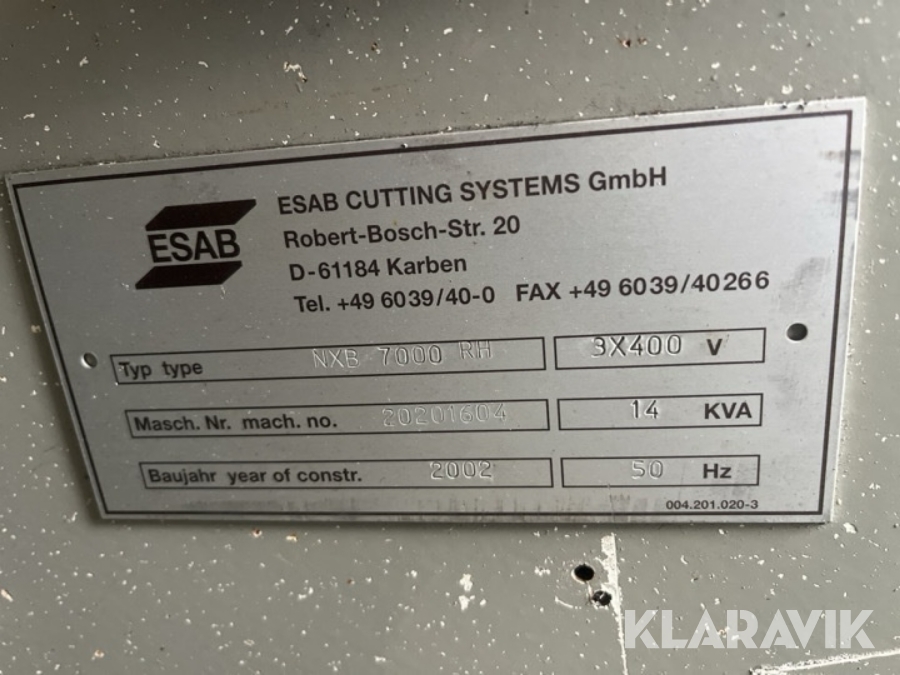 ESAB
ESAB CUTTING SYSTEMS GmbH
Robert-Bosch-Str. 20
D-61184 Karben
Tel. +49 6039/40-0 FAX +49 6039/40266
Typ type NXB 7000 RH 3X400 V
Masch. Nr. mach. no. 20201604 14 KVA
Baujahr year of constr. 2002 50 Hz
004.201.020-3
KLARAVIK